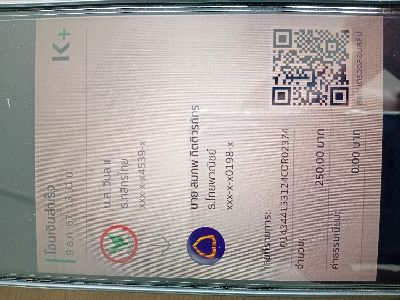 โอนเงินสำเร็จ
9 ธ.ค. 67 13:31 น.
K+
น.ส. วิมล แ
ธ.กสิกรไทย
xxx-x-x4539-x
นาย สมภพ กิตติวรภัทร
ธ.ไทยพาณิชย์
xxx-x-x0198-x
เลขที่รายการ:
014344133124COR02374
จำนวน:
250.00 บาท
ค่าธรรมเนียม:
0.00 บาท
สแกนตรวจสอบสลิป